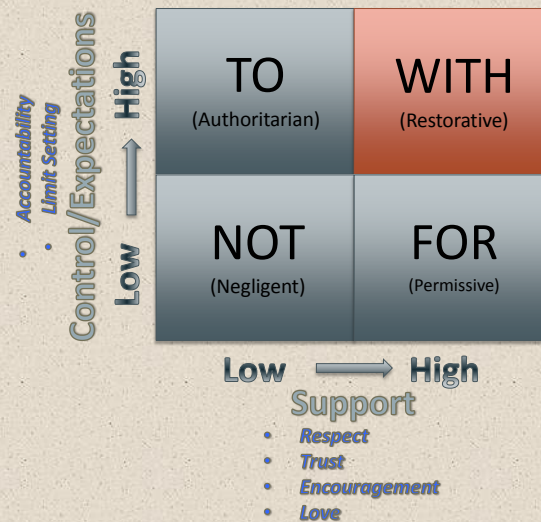 • Accountability
• Limit Setting
Control/Expectations
Low
High
TO
(Authoritarian)
WITH
(Restorative)
NOT
(Negligent)
FOR
(Permissive)
Low
High
Support
• Respect
• Trust
• Encouragement
• Love